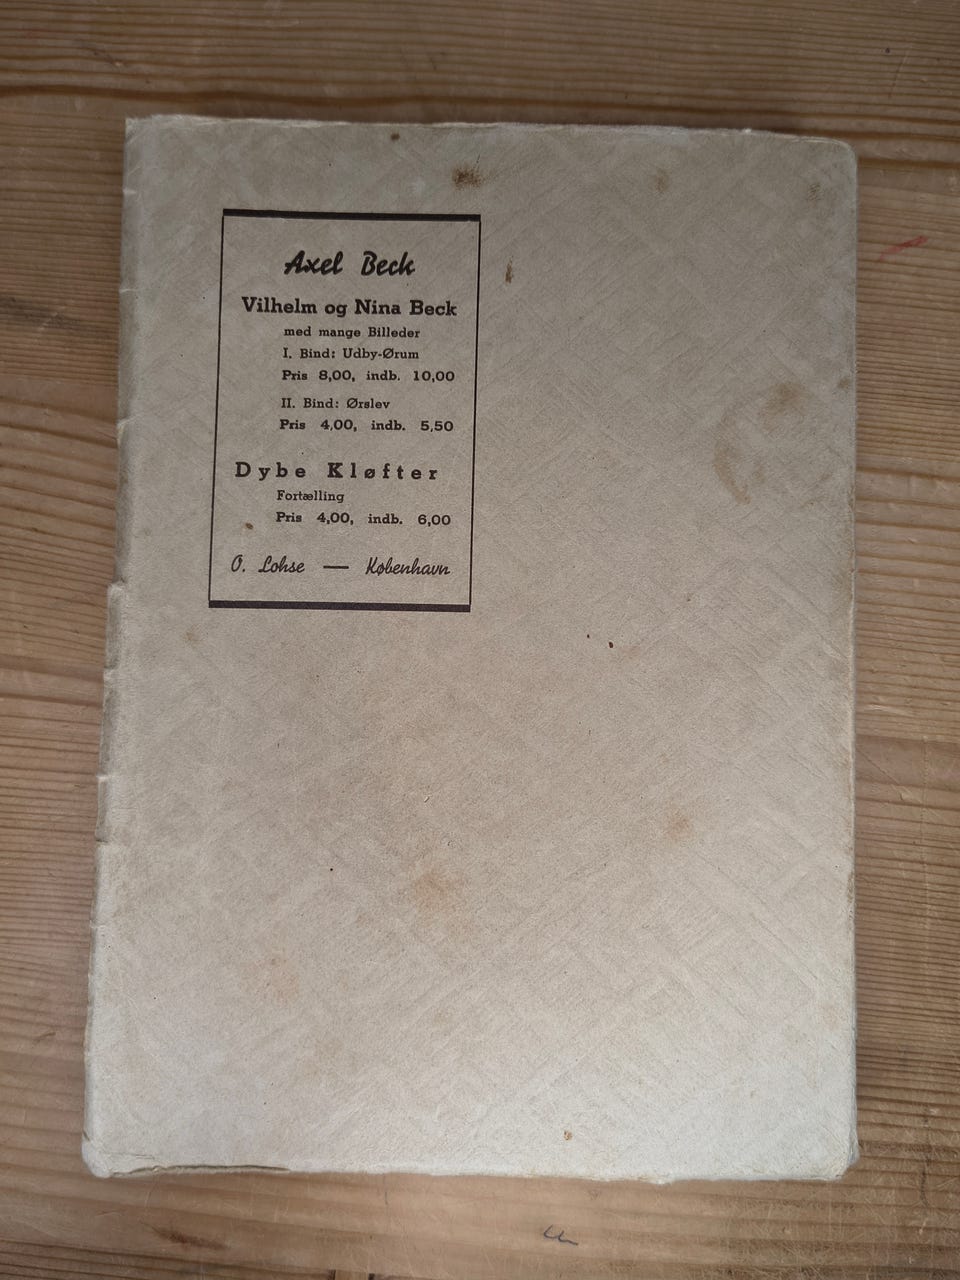 Axel Beck
Vilhelm og Nina Beck
med mange Billeder
I. Bind: Udby-Ørum
Pris 8,00, indb. 10,00
II. Bind: Ørslev
Pris 4,00, indb. 5,50
Dybe Kløfter
Fortælling
Pris 4,00, indb. 6,00
O. Lohse — København